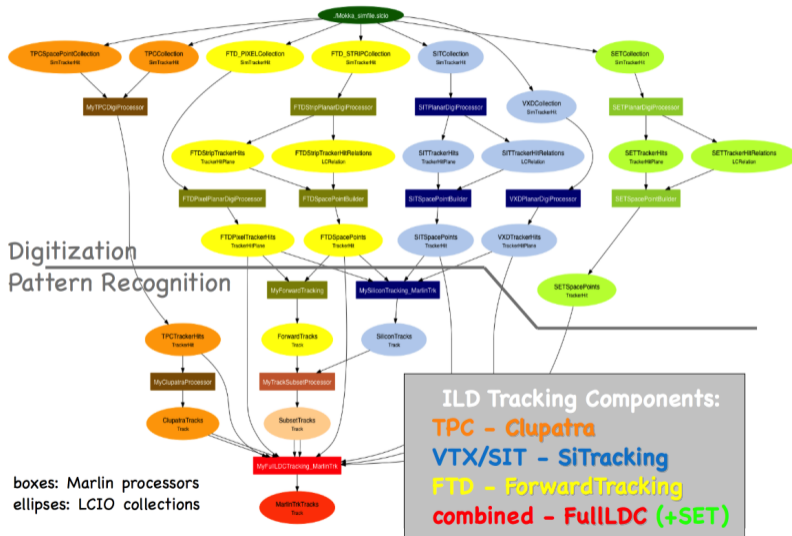 ./Mokka_simfile.slcio
TPCSpacePointCollection
SimTrackerHit
TPCCollection
SimTrackerHit
FTD_PIXELCollection
SimTrackerHit
FTD_STRIPCollection
SimTrackerHit
SITCollection
SimTrackerHit
SETCollection
SimTrackerHit
MyTPCDigiProcessor
FTDStripPlanarDigiProcessor
SITPlanarDigiProcessor
VXDCollection
SimTrackerHit
SETPlanarDigiProcessor
FTDStripTrackerHits
TrackerHitPlane
FTDStripTrackerHitRelations
LCRelation
SITTrackerHits
TrackerHitPlane
SITTrackerHitRelations
LCRelation
SETTrackerHits
TrackerHitPlane
SETTrackerHitRelations
LCRelation
FTDPixelPlanarDigiProcessor
FTDSpacePointBuilder
SITSpacePointBuilder
VXDPlanarDigiProcessor
SETSpacePointBuilder
FTDPixelTrackerHits
TrackerHitPlane
FTDSpacePoints
TrackerHit
SITSpacePoints
TrackerHit
VXDTrackerHits
TrackerHitPlane
Digitization
Pattern Recognition
MyForwardTracking
MySiliconTracking_MarlinTrk
SETSpacePoints
TrackerHit
TPCTrackerHits
TrackerHit
ForwardTracks
Track
SiliconTracks
Track
MyClupatraProcessor
MyTrackSubsetProcessor
ClupatraTracks
Track
SubsetTracks
Track
MyFullLDCTracking_MarlinTrk
MarlinTrkTracks
Track
boxes: Marlin processors
ellipses: LCIO collections
ILD Tracking Components:
TPC - Clupatra
VTX/SIT - SiTracking
FTD - ForwardTracking
combined - FullLDC (+SET)